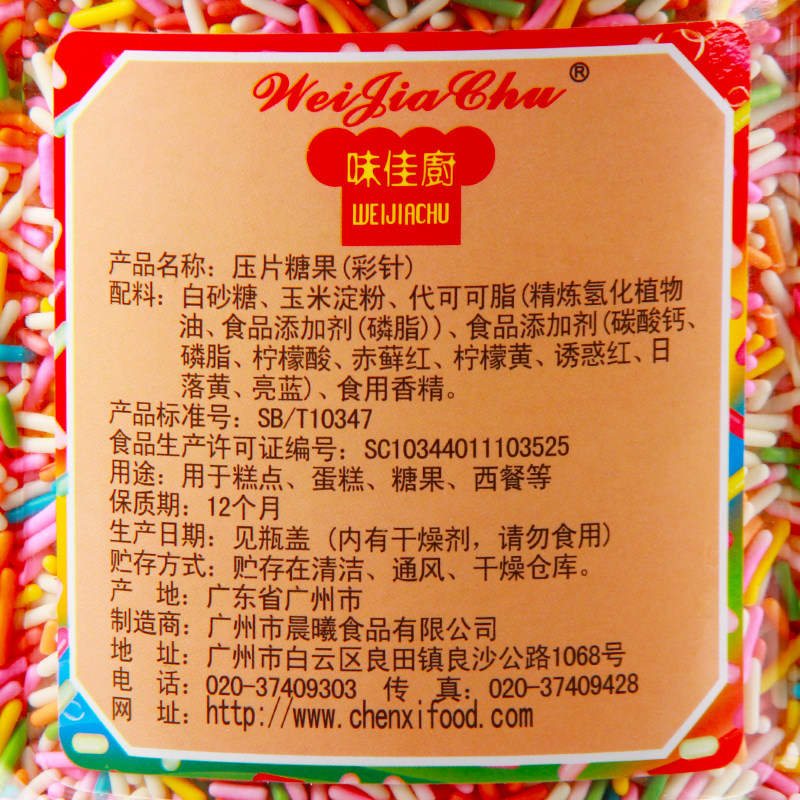 WeiJiaChu®
味佳廚
WEIJIACHU
产品名称：压片糖果(彩针)
配料：白砂糖、玉米淀粉、代可可脂(精炼氢化植物
油、食品添加剂(磷脂))、食品添加剂(碳酸钙、
磷脂、柠檬酸、赤藓红、柠檬黄、诱惑红、日
落黄、亮蓝)、食用香精。
产品标准号：SB/T10347
食品生产许可证编号：SC10344011103525
用途：用于糕点、蛋糕、糖果、西餐等
保质期：12个月
生产日期：见瓶盖 (内有干燥剂，请勿食用)
贮存方式：贮存在清洁、通风、干燥仓库。
产 地：广东省广州市
制造商：广州市晨曦食品有限公司
地 址：广州市白云区良田镇良沙公路1068号
电 话：020-37409303 传 真：020-37409428
网 址：http://www.chenxifood.com